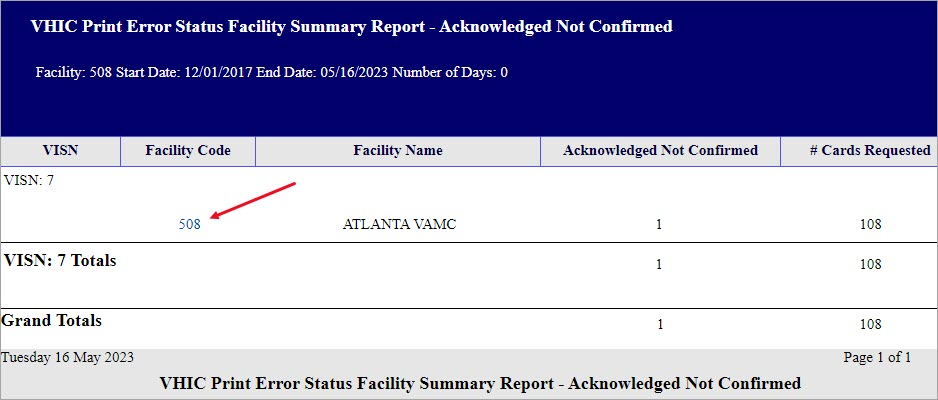 VHIC Print Error Status Facility Summary Report - Acknowledged Not Confirmed
Facility: 508 Start Date: 12/01/2017 End Date: 05/16/2023 Number of Days: 0
VISN Facility Code Facility Name Acknowledged Not Confirmed # Cards Requested
VISN: 7
508 ATLANTA VAMC 1 108
VISN: 7 Totals 1 108
Grand Totals 1 108
Tuesday 16 May 2023 Page 1 of 1
VHIC Print Error Status Facility Summary Report - Acknowledged Not Confirmed